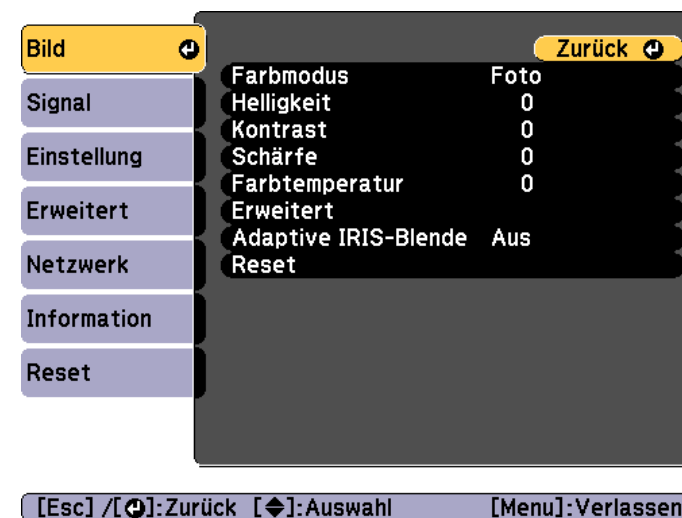 Bild
Signal
Einstellung
Erweitert
Netzwerk
Information
Reset
Zurück
Farbmodus Foto
Helligkeit 0
Kontrast 0
Schärfe 0
Farbtemperatur 0
Erweitert
Adaptive IRIS-Blende Aus
Reset
[Esc] /[⏎]:Zurück [◆]:Auswahl [Menu]:Verlassen